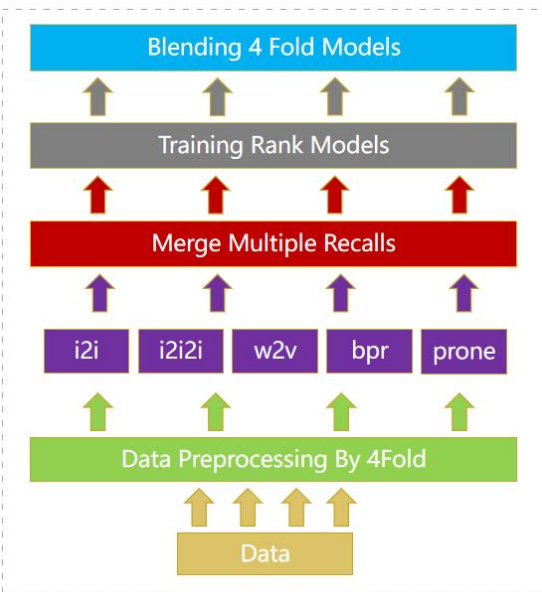 Blending 4 Fold Models
Training Rank Models
Merge Multiple Recalls
i2i i2i2i w2v bpr prone
Data Preprocessing By 4Fold
Data